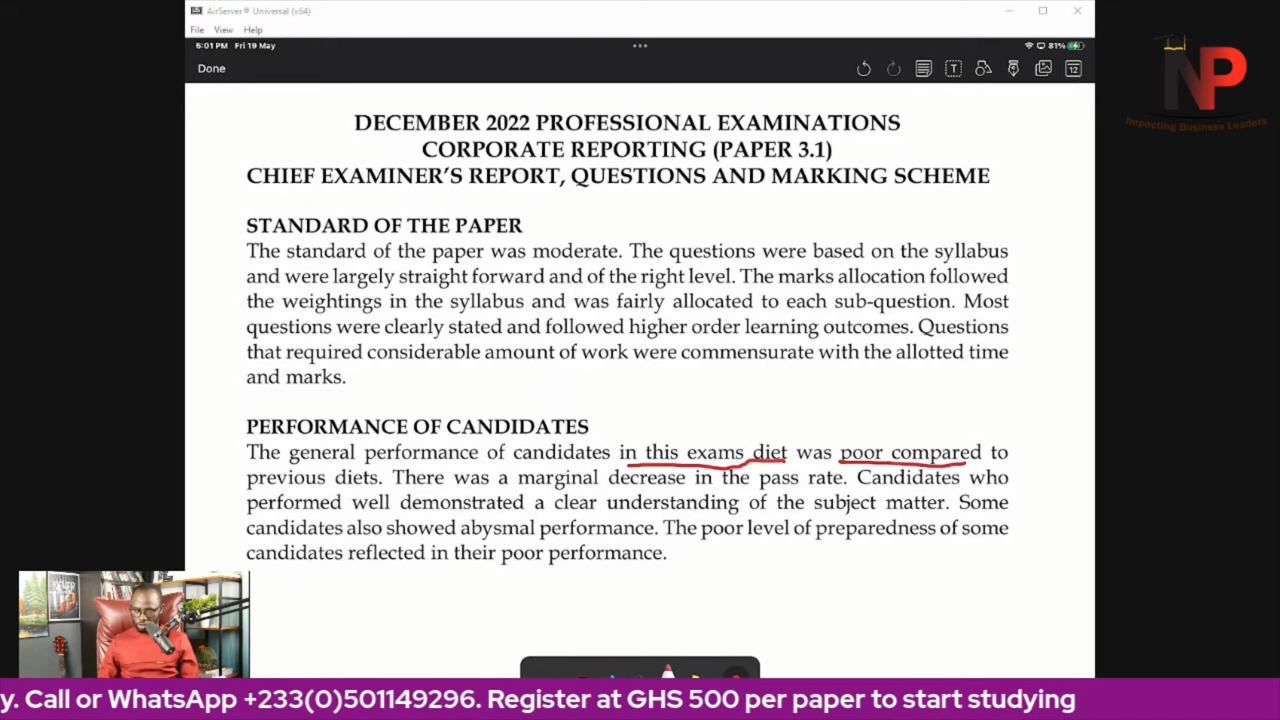 AirServer® Universal (x64)
File View Help
5:01 PM Fri 19 May
81%
Done
T
12
NP
Impacting Business Leaders
DECEMBER 2022 PROFESSIONAL EXAMINATIONS
CORPORATE REPORTING (PAPER 3.1)
CHIEF EXAMINER'S REPORT, QUESTIONS AND MARKING SCHEME
STANDARD OF THE PAPER
The standard of the paper was moderate. The questions were based on the syllabus
and were largely straight forward and of the right level. The marks allocation followed
the weightings in the syllabus and was fairly allocated to each sub-question. Most
questions were clearly stated and followed higher order learning outcomes. Questions
that required considerable amount of work were commensurate with the allotted time
and marks.
PERFORMANCE OF CANDIDATES
The general performance of candidates in this exams diet was poor compared to
previous diets. There was a marginal decrease in the pass rate. Candidates who
performed well demonstrated a clear understanding of the subject matter. Some
candidates also showed abysmal performance. The poor level of preparedness of some
candidates reflected in their poor performance.
y. Call or WhatsApp +233(0)501149296. Register at GHS 500 per paper to start studying